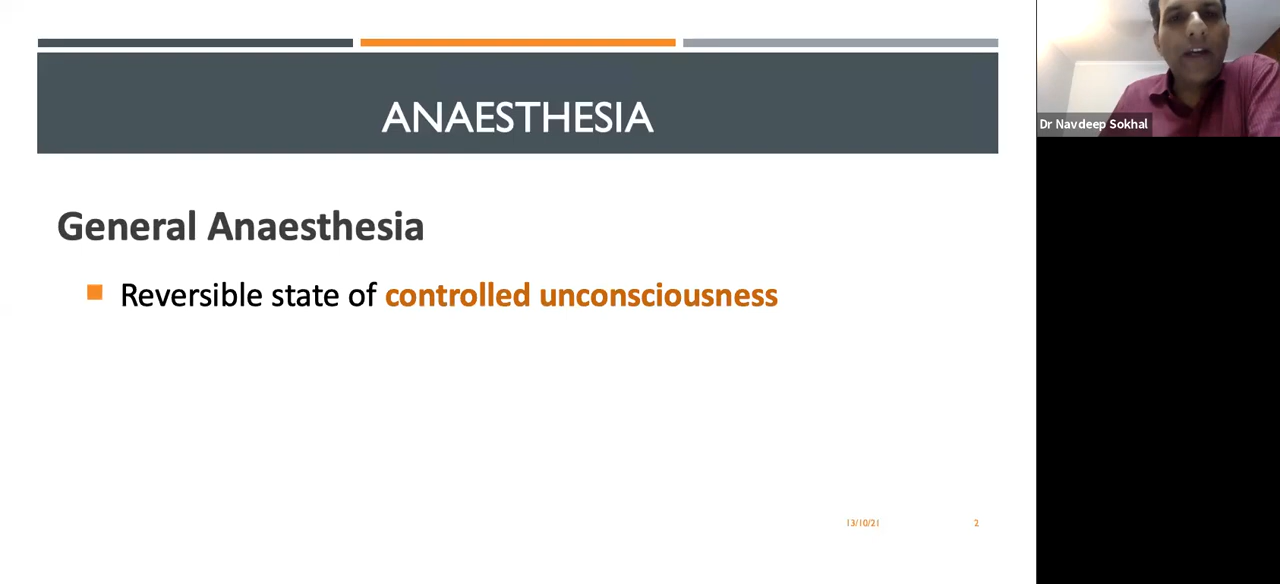 ANAESTHESIA
Dr Navdeep Sokhal
General Anaesthesia
Reversible state of controlled unconsciousness
13/10/21
2